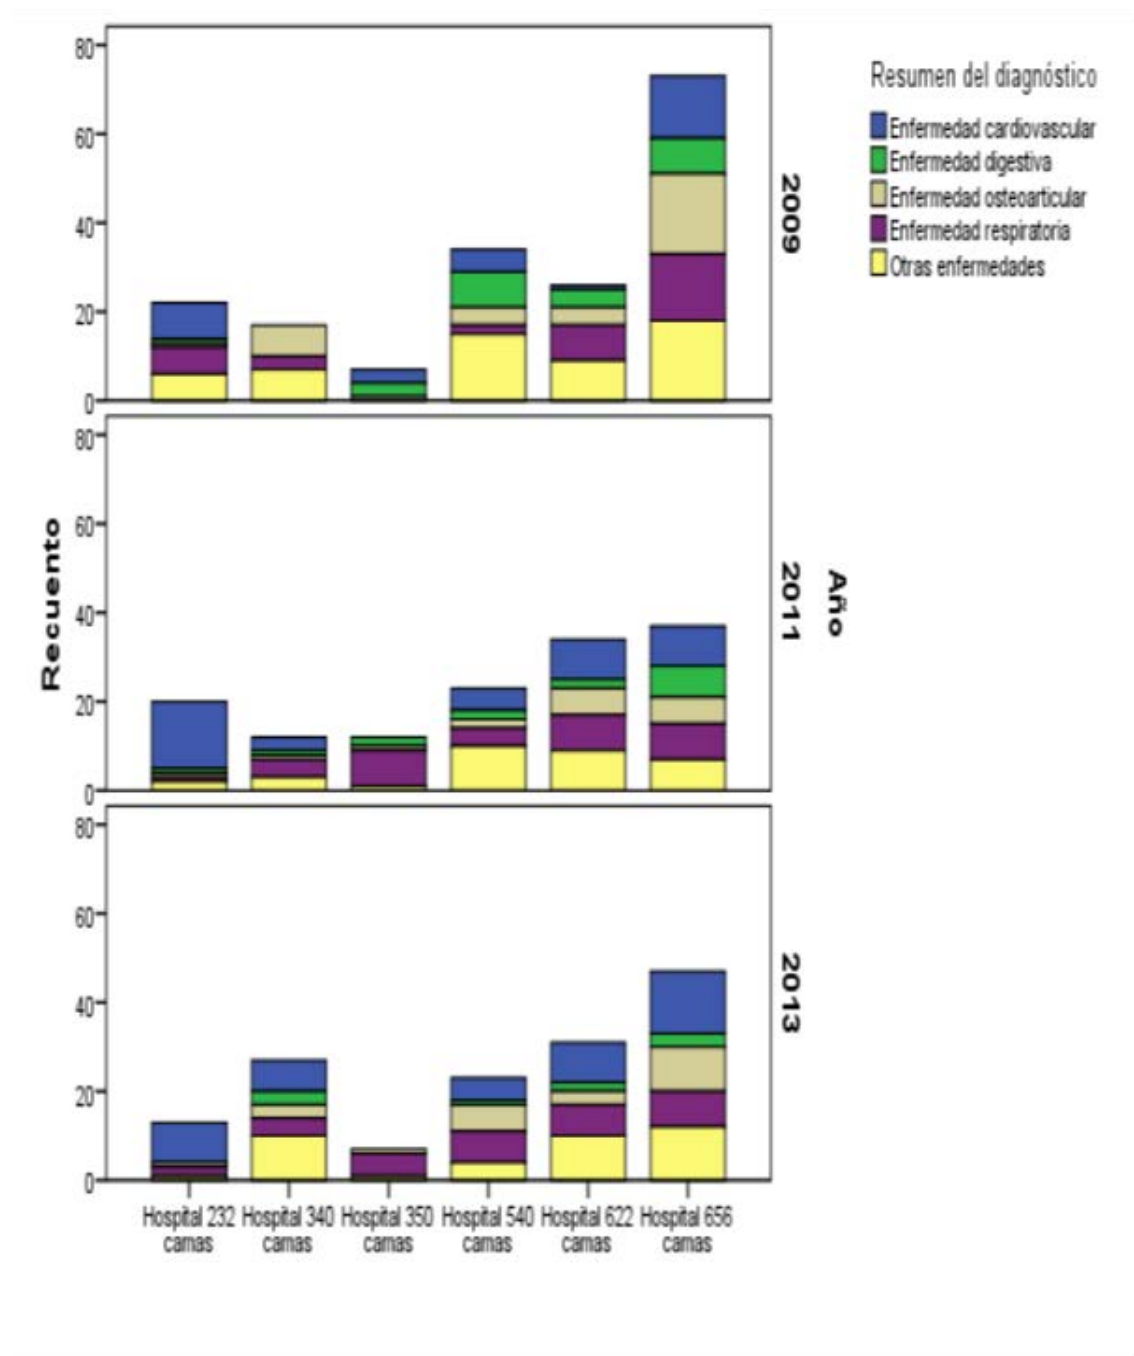 Resumen del diagnóstico
Enfermedad cardiovascular
Enfermedad digestiva
Enfermedad osteoarticular
Enfermedad respiratoria
Otras enfermedades
80
60
40
20
0
2009
80
60
40
20
0
2011
80
60
40
20
0
2013
Recuento
Año
Hospital 232 camas
Hospital 340 camas
Hospital 350 camas
Hospital 540 camas
Hospital 622 camas
Hospital 656 camas